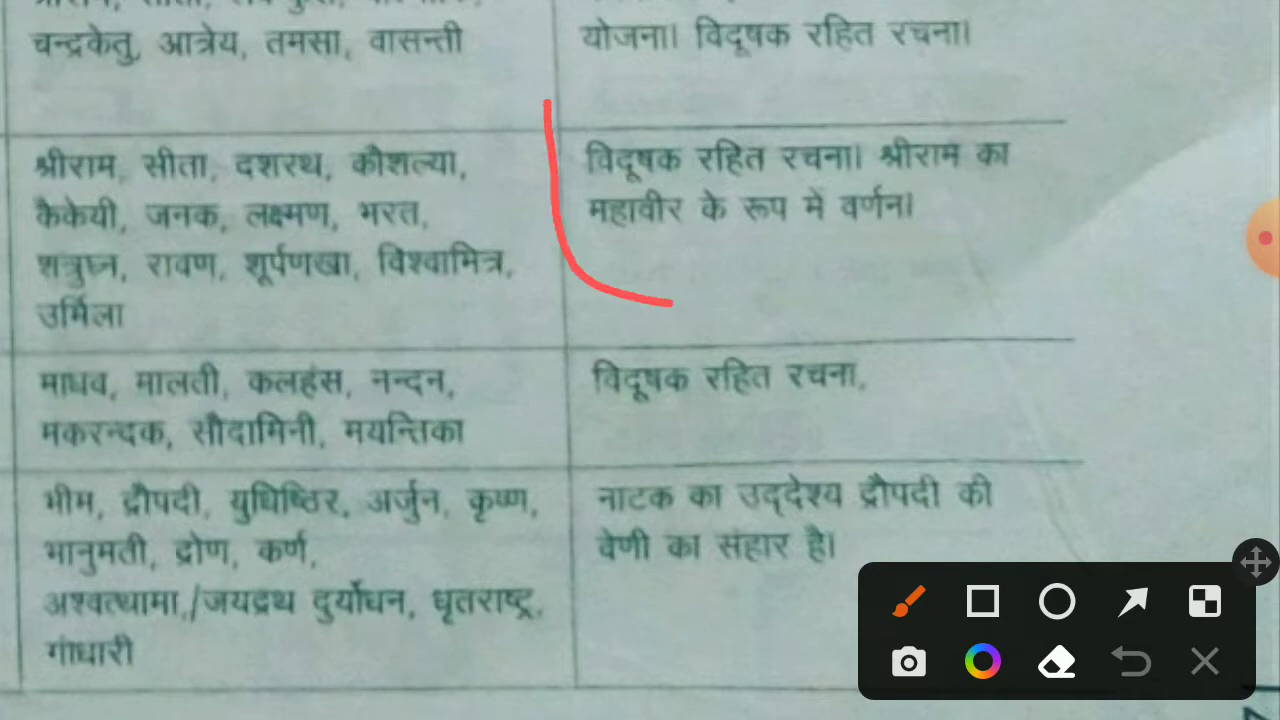 चन्द्रकेतु, आत्रेय, तमसा, वासन्ती
योजना। विदूषक रहित रचना।
श्रीराम, सीता, दशरथ, कौशल्या,
कैकेयी, जनक, लक्ष्मण, भरत,
शत्रुघ्न, रावण, शूर्पणखा, विश्वामित्र,
उर्मिला
विदूषक रहित रचना। श्रीराम का
महावीर के रूप में वर्णन।
माधव, मालती, कलहंस, नन्दन,
मकरन्दक, सौदामिनी, मयन्तिका
विदूषक रहित रचना,
भीम, द्रौपदी, युधिष्ठिर, अर्जुन, कृष्ण,
भानुमती, द्रोण, कर्ण,
अश्वत्थामा,/जयद्रथ दुर्योधन, धृतराष्ट्र,
गांधारी
नाटक का उद्देश्य द्रौपदी की
वेणी का संहार है।